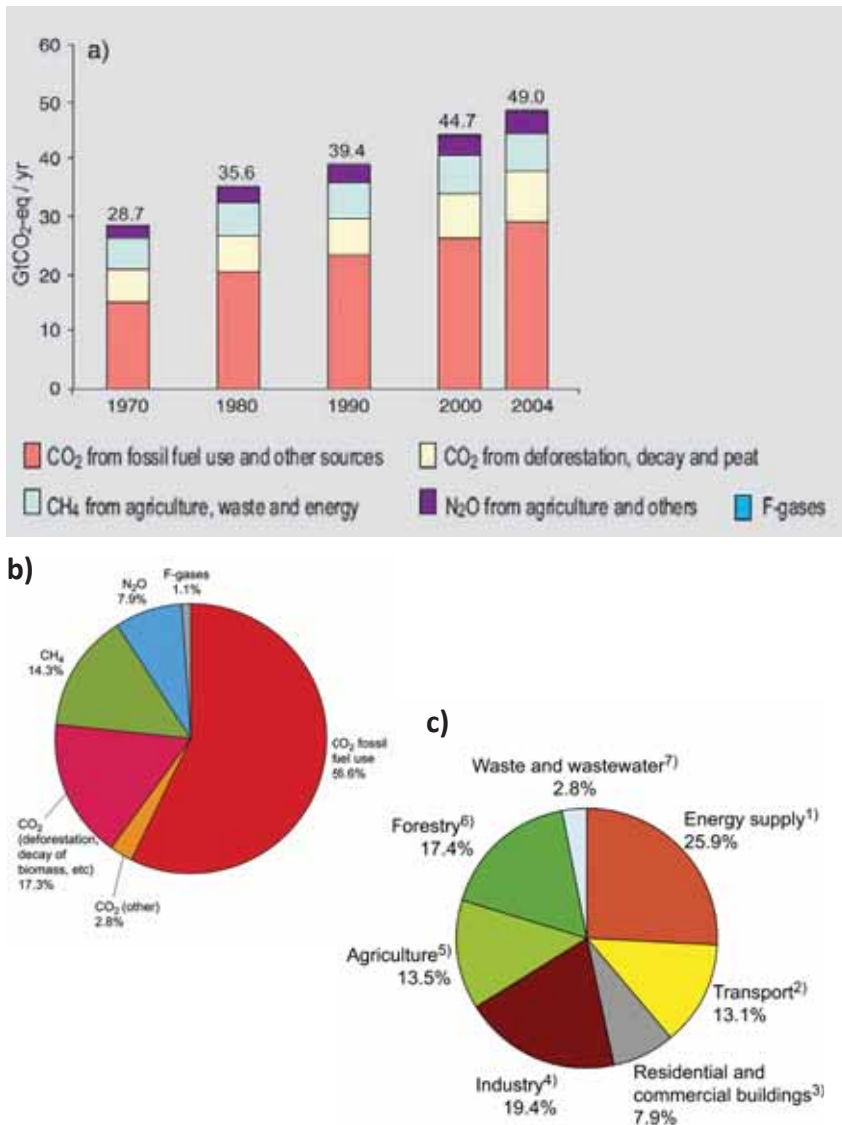 a)
60
50
40
30
20
10
0
GtCO₂-eq / yr
28.7
35.6
39.4
44.7
49.0
1970
1980
1990
2000
2004
CO₂ from fossil fuel use and other sources
CO₂ from deforestation, decay and peat
CH₄ from agriculture, waste and energy
N₂O from agriculture and others
F-gases
b)
F-gases
1.1%
N₂O
7.9%
CH₄
14.3%
CO₂ fossil
fuel use
56.6%
CO₂
(deforestation,
decay of
biomass, etc)
17.3%
CO₂ (other)
2.8%
c)
Waste and wastewater⁷⁾
2.8%
Forestry⁶⁾
17.4%
Energy supply¹⁾
25.9%
Agriculture⁵⁾
13.5%
Transport²⁾
13.1%
Industry⁴⁾
19.4%
Residential and
commercial buildings³⁾
7.9%